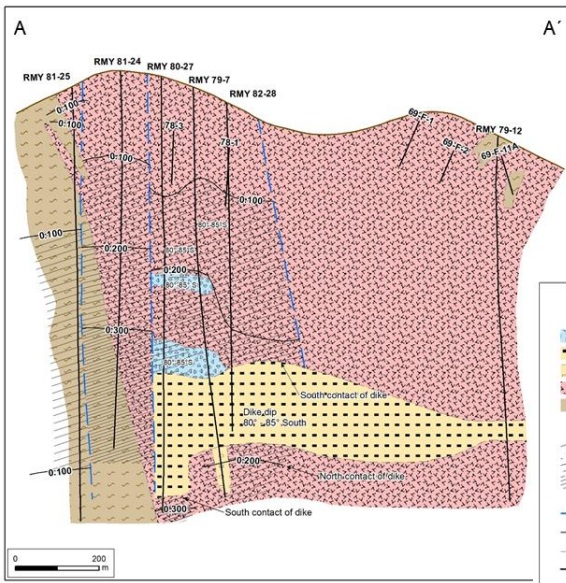 A
A´
RMY 81-24
RMY 80-27
RMY 81-25
RMY 79-7
RMY 82-28
0:100
0:100
78-3
78-1
69-F-1
69-F-2
RMY 79-12
69-F-11A
0:100
0:100
0:100
80°-85° S
0:200
80°-85° S
0:200
80°-85° S
0:300
80°-85° S
South contact of dike
Dike dip
80° - 85° South
0:200
0:100
North contact of dike
0:300
South contact of dike
0
200
m